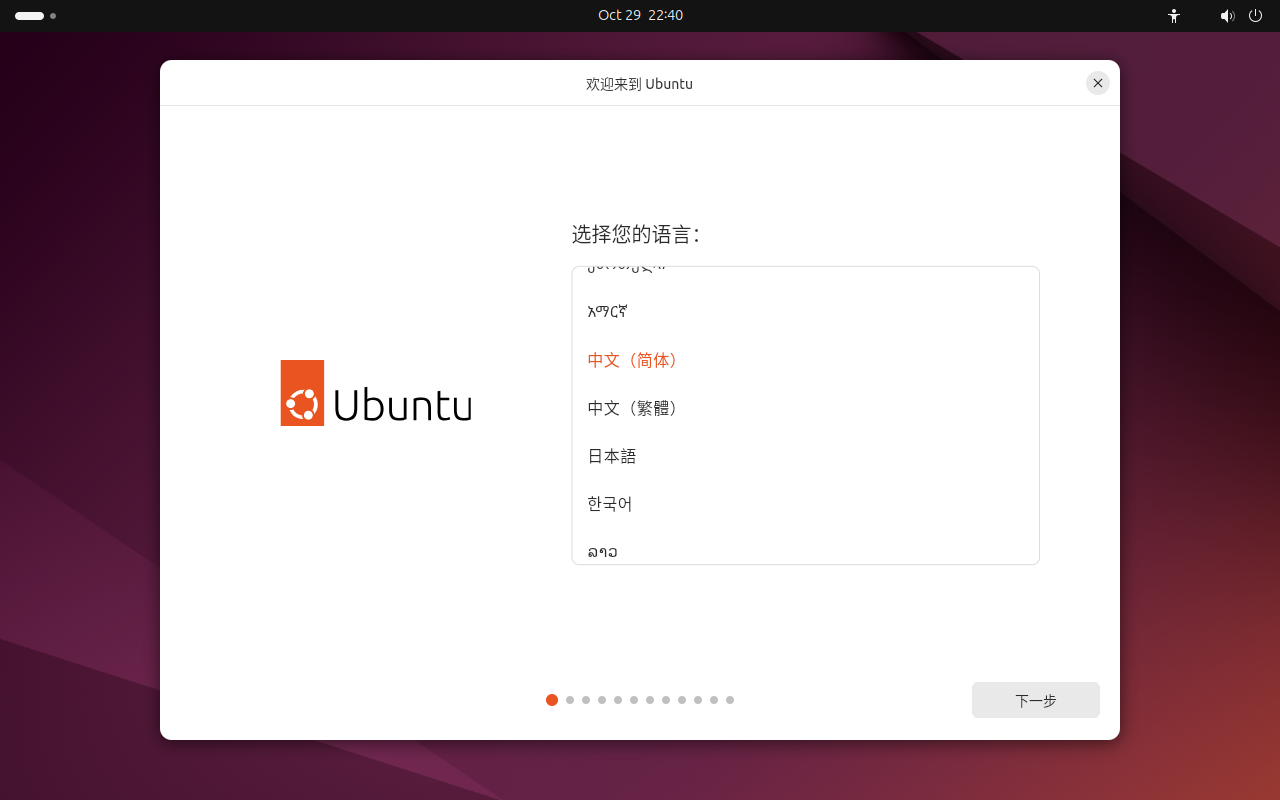 Oct 29 22:40
欢迎来到 Ubuntu
选择您的语言：
አማርኛ
中文（简体）
中文（繁體）
日本語
한국어
ລາວ
Ubuntu
下一步